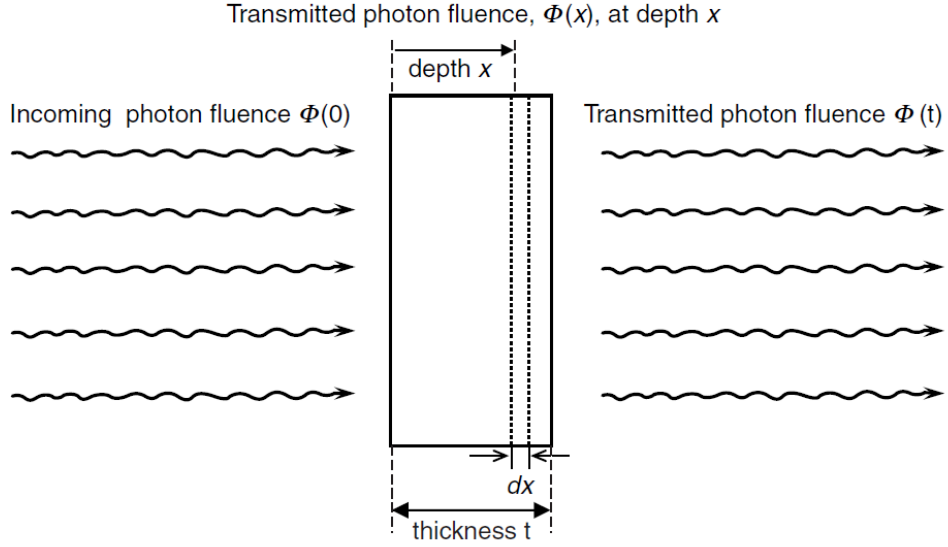 Transmitted photon fluence, Φ(x), at depth x
depth x
Incoming photon fluence Φ(0)
Transmitted photon fluence Φ (t)
dx
thickness t